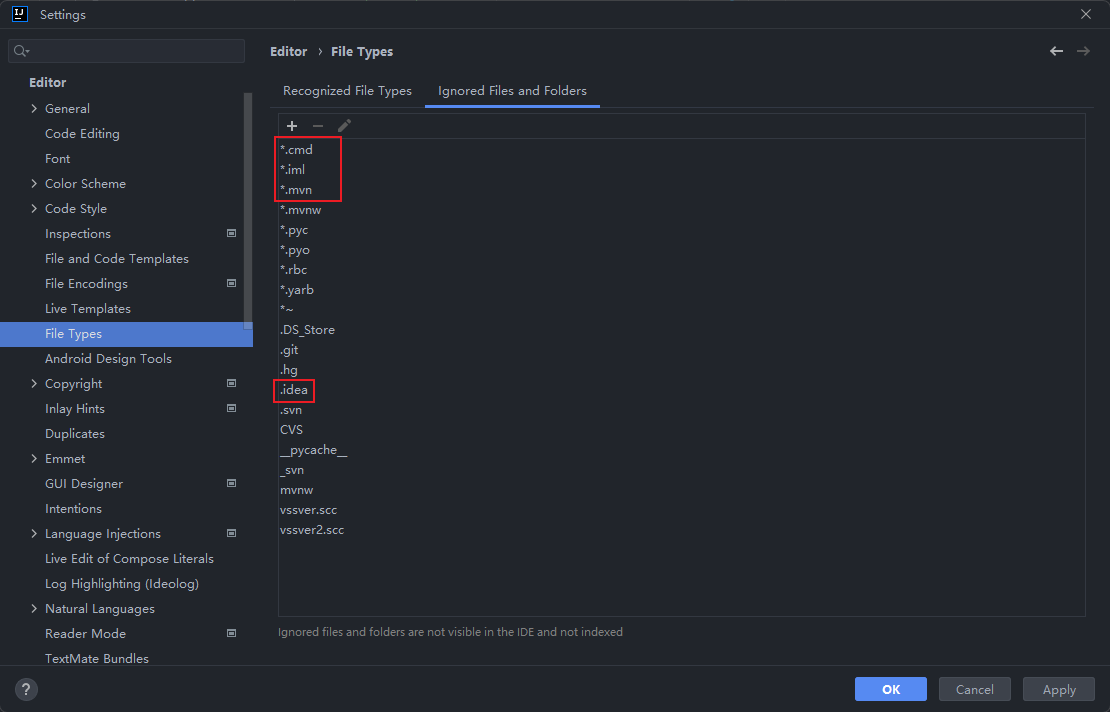 IJ
Settings
Editor
General
Code Editing
Font
Color Scheme
Code Style
Inspections
File and Code Templates
File Encodings
Live Templates
File Types
Android Design Tools
Copyright
Inlay Hints
Duplicates
Emmet
GUI Designer
Intentions
Language Injections
Live Edit of Compose Literals
Log Highlighting (Ideolog)
Natural Languages
Reader Mode
TextMate Bundles
Editor › File Types
Recognized File Types
Ignored Files and Folders
*.cmd
*.iml
*.mvn
*.mvnw
*.pyc
*.pyo
*.rbc
*.yarb
*~
.DS_Store
.git
.hg
.idea
.svn
CVS
__pycache__
_svn
mvnw
vssver.scc
vssver2.scc
Ignored files and folders are not visible in the IDE and not indexed
?
OK
Cancel
Apply